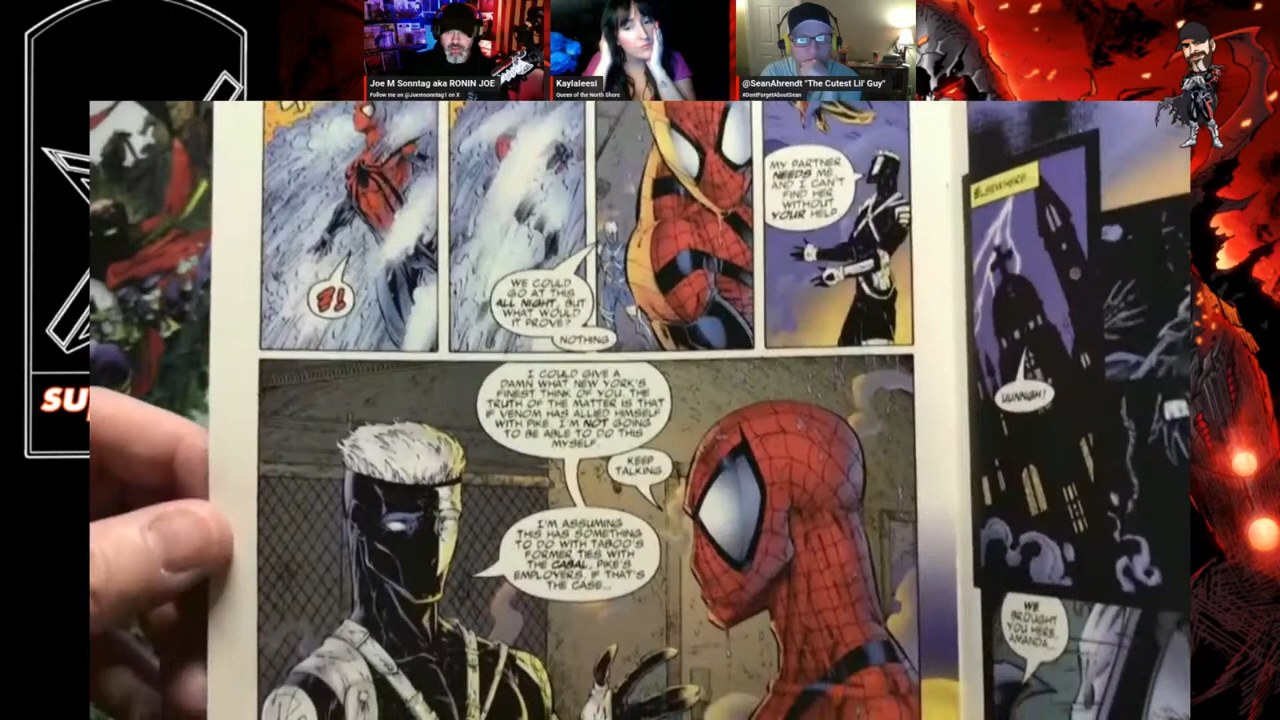 Joe M Sonntag aka RONIN JOE
Follow me on @Joemsonntag1 on X
Kaylaleesi
Queen of the North Shore
@SeanAhrendt "The Cutest Lil' Guy"
#DontForgetAboutSean
SU
?!
WE COULD
GO AT THIS
ALL NIGHT, BUT
WHAT WOULD
IT PROVE?
NOTHING
MY PARTNER
NEEDS ME
AND I CAN'T
FIND HER
WITHOUT
YOUR HELP
I COULD GIVE A
DAMN WHAT NEW YORK'S
FINEST THINK OF YOU. THE
TRUTH OF THE MATTER IS THAT
IF VENOM HAS ALLIED HIMSELF
WITH PIKE, I'M NOT GOING
TO BE ABLE TO DO THIS
MYSELF.
KEEP
TALKING
I'M ASSUMING
THIS HAS SOMETHING
TO DO WITH TABOO'S
FORMER TIES WITH
THE CABAL, PIKE'S
EMPLOYERS. IF THAT'S
THE CASE...
ELSEWHERE
UUNNGH!
WE
BROUGHT
YOU HERE,
AMANDA...